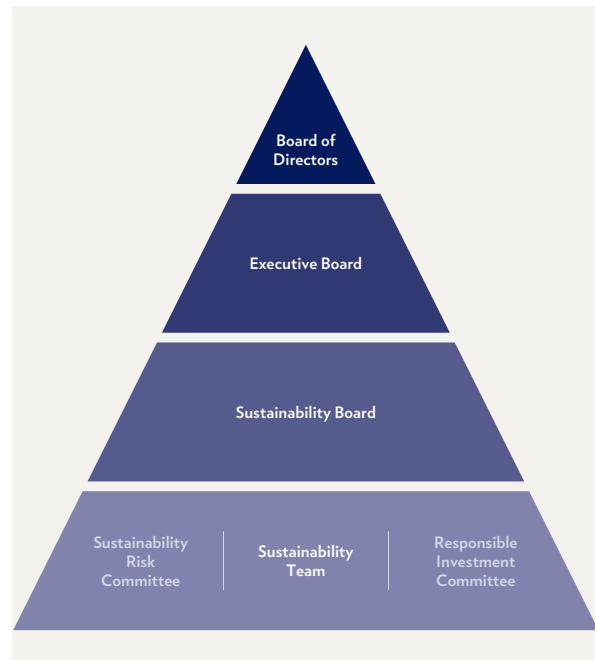 Board of
Directors
Executive Board
Sustainability Board
Sustainability
Risk
Committee
Sustainability
Team
Responsible
Investment
Committee